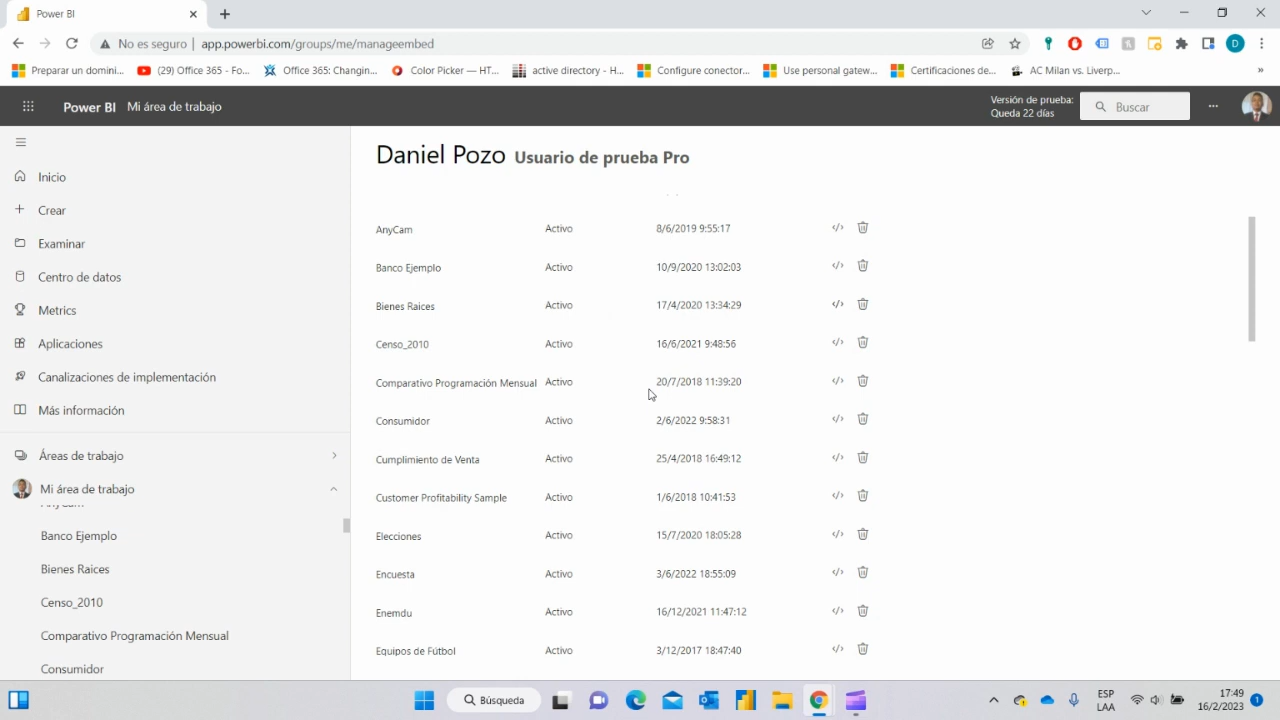 Power BI
No es seguro | app.powerbi.com/groups/me/manageembed
Preparar un domini...
(29) Office 365 - Fo...
Office 365: Changin...
Color Picker — HT...
active directory - H...
Configure conector...
Use personal gatew...
Certificaciones de...
AC Milan vs. Liverp...
»
Power BI Mi área de trabajo
Versión de prueba:
Queda 22 días
Buscar
Inicio
Crear
Examinar
Centro de datos
Metrics
Aplicaciones
Canalizaciones de implementación
Más información
Áreas de trabajo
Mi área de trabajo
AnyCam
Banco Ejemplo
Bienes Raices
Censo_2010
Comparativo Programación Mensual
Consumidor
Daniel Pozo Usuario de prueba Pro
AnyCam Activo 8/6/2019 9:55:17
Banco Ejemplo Activo 10/9/2020 13:02:03
Bienes Raices Activo 17/4/2020 13:34:29
Censo_2010 Activo 16/6/2021 9:48:56
Comparativo Programación Mensual Activo 20/7/2018 11:39:20
Consumidor Activo 2/6/2022 9:58:31
Cumplimiento de Venta Activo 25/4/2018 16:49:12
Customer Profitability Sample Activo 1/6/2018 10:41:53
Elecciones Activo 15/7/2020 18:05:28
Encuesta Activo 3/6/2022 18:55:09
Enemdu Activo 16/12/2021 11:47:12
Equipos de Fútbol Activo 3/12/2017 18:47:40
Búsqueda
ESP
LAA
17:49
16/2/2023
1